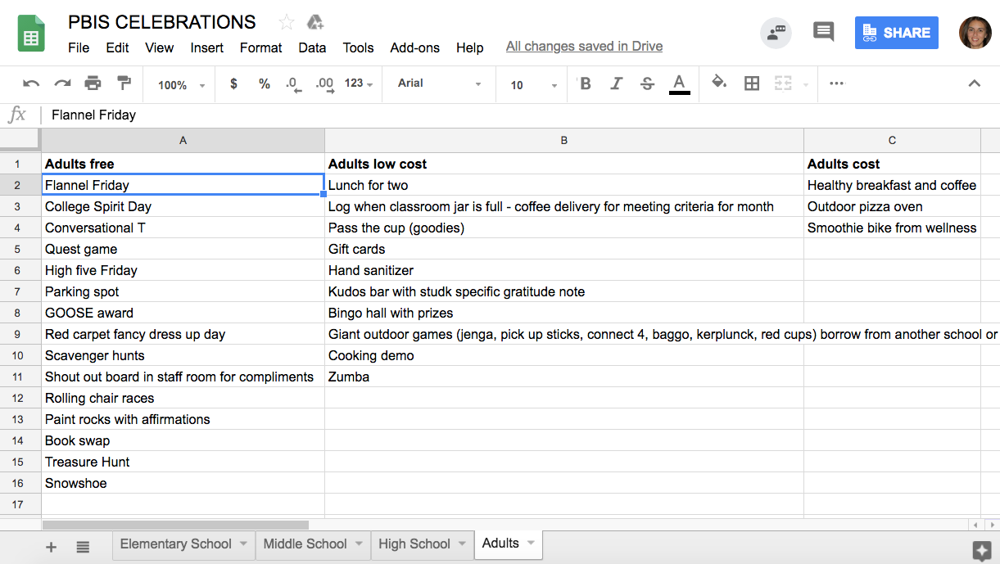 PBIS CELEBRATIONS
File Edit View Insert Format Data Tools Add-ons Help All changes saved in Drive
SHARE
100% $ % .0 .00 123 Arial 10 B I S A
fx Flannel Friday
A B C
1 Adults free Adults low cost Adults cost
2 Flannel Friday Lunch for two Healthy breakfast and coffee
3 College Spirit Day Log when classroom jar is full - coffee delivery for meeting criteria for month Outdoor pizza oven
4 Conversational T Pass the cup (goodies) Smoothie bike from wellness
5 Quest game Gift cards
6 High five Friday Hand sanitizer
7 Parking spot Kudos bar with studk specific gratitude note
8 GOOSE award Bingo hall with prizes
9 Red carpet fancy dress up day Giant outdoor games (jenga, pick up sticks, connect 4, baggo, kerplunck, red cups) borrow from another school or
10 Scavenger hunts Cooking demo
11 Shout out board in staff room for compliments Zumba
12 Rolling chair races
13 Paint rocks with affirmations
14 Book swap
15 Treasure Hunt
16 Snowshoe
17
Elementary School Middle School High School Adults